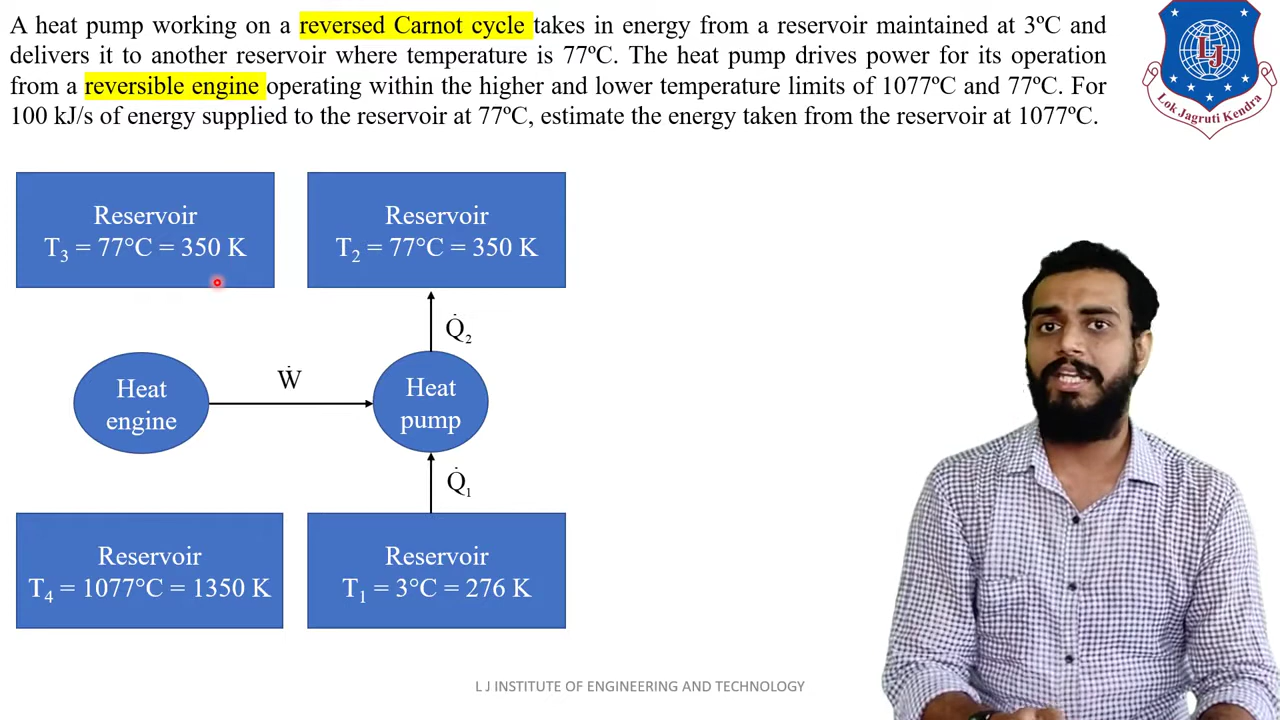 A heat pump working on a reversed Carnot cycle takes in energy from a reservoir maintained at 3ºC and
delivers it to another reservoir where temperature is 77ºC. The heat pump drives power for its operation
from a reversible engine operating within the higher and lower temperature limits of 1077ºC and 77ºC. For
100 kJ/s of energy supplied to the reservoir at 77ºC, estimate the energy taken from the reservoir at 1077ºC.
LJ
Lok Jagruti Kendra
Reservoir
T₃ = 77°C = 350 K
Reservoir
T₂ = 77°C = 350 K
Q̇₂
Heat
engine
Ẇ
Heat
pump
Q̇₁
Reservoir
T₄ = 1077°C = 1350 K
Reservoir
T₁ = 3°C = 276 K
L J INSTITUTE OF ENGINEERING AND TECHNOLOGY